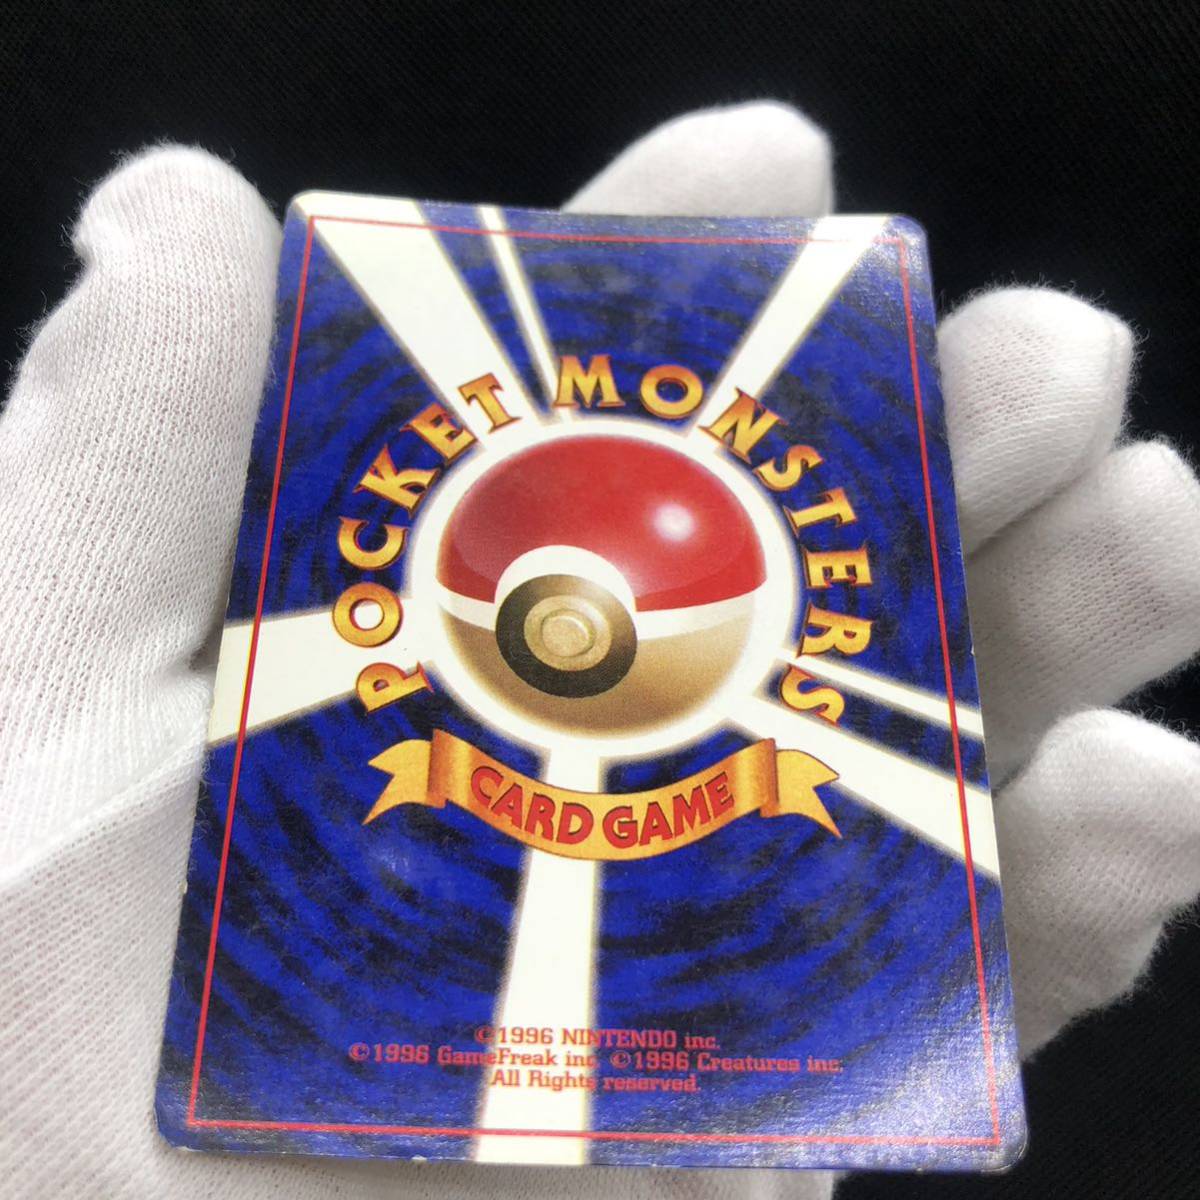 POCKET MONSTERS
CARD GAME
©1996 NINTENDO inc.
©1996 GameFreak inc. ©1996 Creatures inc.
All Rights reserved.